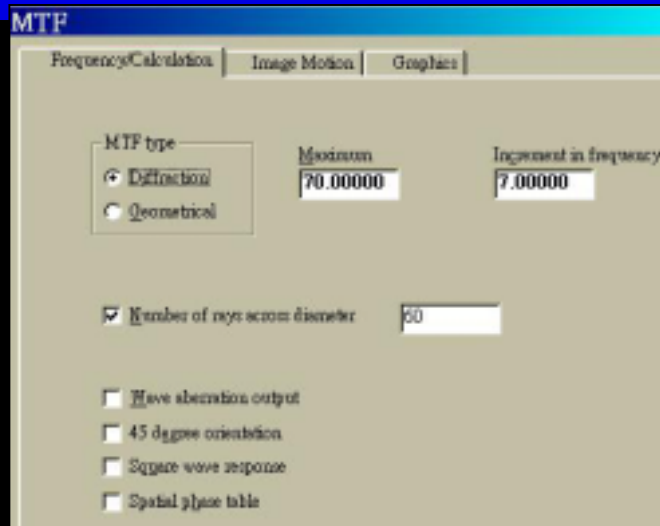 MTF
Frequency/Calculation Image Motion Graphics
MTF type
Diffraction
Geometrical
Maximum
70.00000
Increment in frequency
7.00000
Number of rays across diameter 60
Wave aberration output
45 degree orientation
Square wave response
Spatial phase table